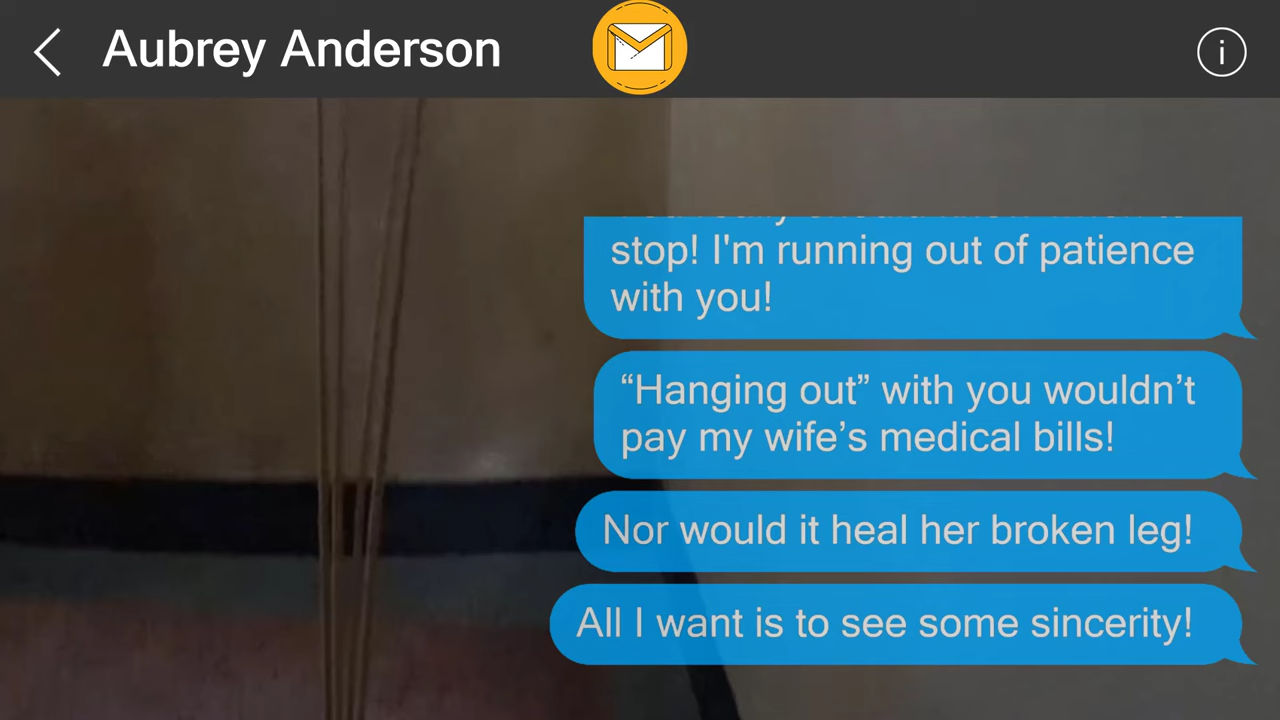 Aubrey Anderson
stop! I'm running out of patience
with you!
“Hanging out” with you wouldn’t
pay my wife’s medical bills!
Nor would it heal her broken leg!
All I want is to see some sincerity!